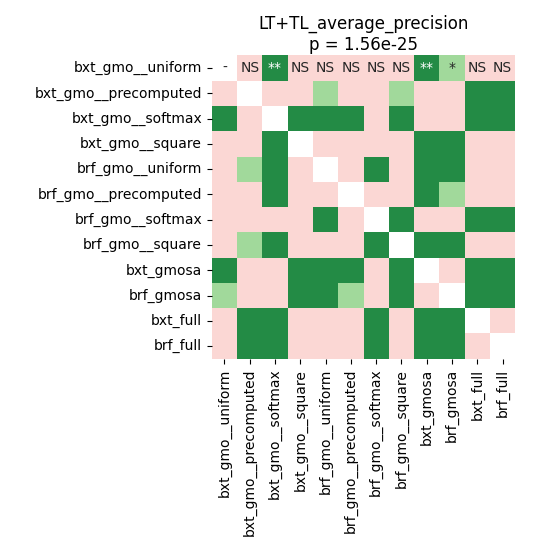 LT+TL_average_precision
p = 1.56e-25
bxt_gmo__uniform - NS ** NS NS NS NS NS ** * NS NS
bxt_gmo__precomputed
bxt_gmo__softmax
bxt_gmo__square
brf_gmo__uniform
brf_gmo__precomputed
brf_gmo__softmax
brf_gmo__square
bxt_gmosa
brf_gmosa
bxt_full
brf_full
bxt_gmo__uniform
bxt_gmo__precomputed
bxt_gmo__softmax
bxt_gmo__square
brf_gmo__uniform
brf_gmo__precomputed
brf_gmo__softmax
brf_gmo__square
bxt_gmosa
brf_gmosa
bxt_full
brf_full